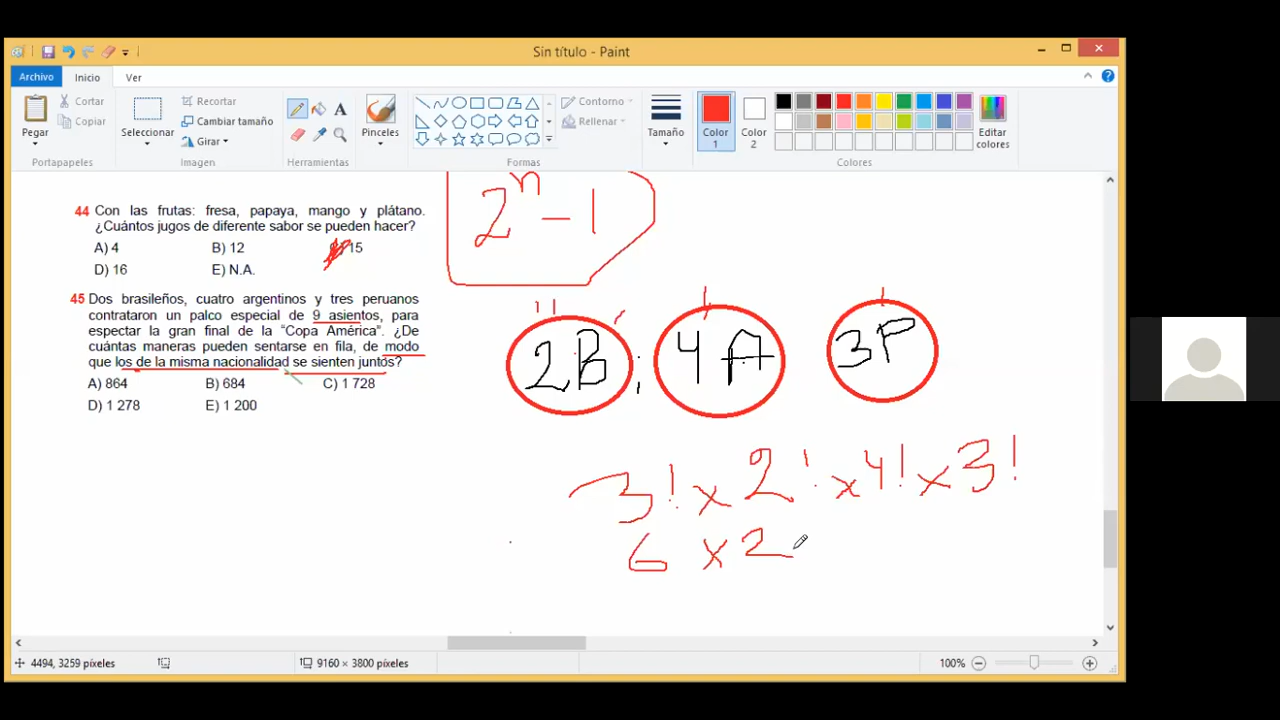 Sin título - Paint
Archivo Inicio Ver
Pegar
Cortar
Copiar
Portapapeles
Seleccionar
Recortar
Cambiar tamaño
Girar
Imagen
A
Herramientas
Pinceles
Contorno
Rellenar
Formas
Tamaño
Color 1
Color 2
Editar colores
Colores
2^n - 1
44 Con las frutas: fresa, papaya, mango y plátano.
¿Cuántos jugos de diferente sabor se pueden hacer?
A) 4 B) 12 15
D) 16 E) N.A.
45 Dos brasileños, cuatro argentinos y tres peruanos
contrataron un palco especial de 9 asientos, para
espectar la gran final de la “Copa América”. ¿De
cuántas maneras pueden sentarse en fila, de modo
que los de la misma nacionalidad se sienten juntos?
A) 864 B) 684 C) 1 728
D) 1 278 E) 1 200
2B ; 4A 3P
3! x 2! x 4! x 3!
6 x 2
4494, 3259 píxeles 9160 × 3800 píxeles 100%